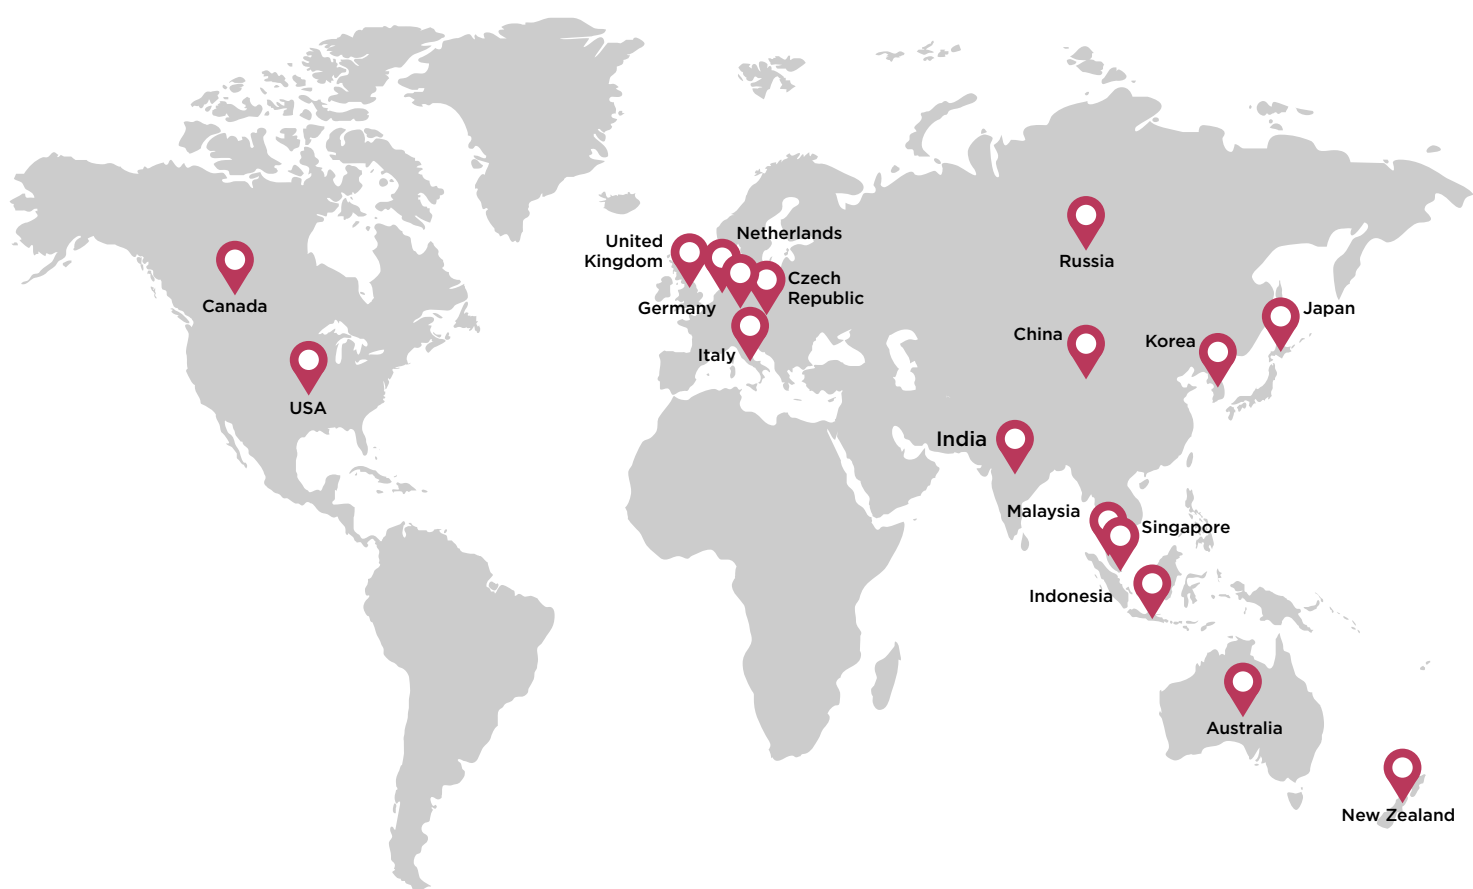 Netherlands
United
Kingdom
Russia
Czech
Republic
Canada
Germany
Japan
China
Korea
Italy
USA
India
Malaysia
Singapore
Indonesia
Australia
New Zealand